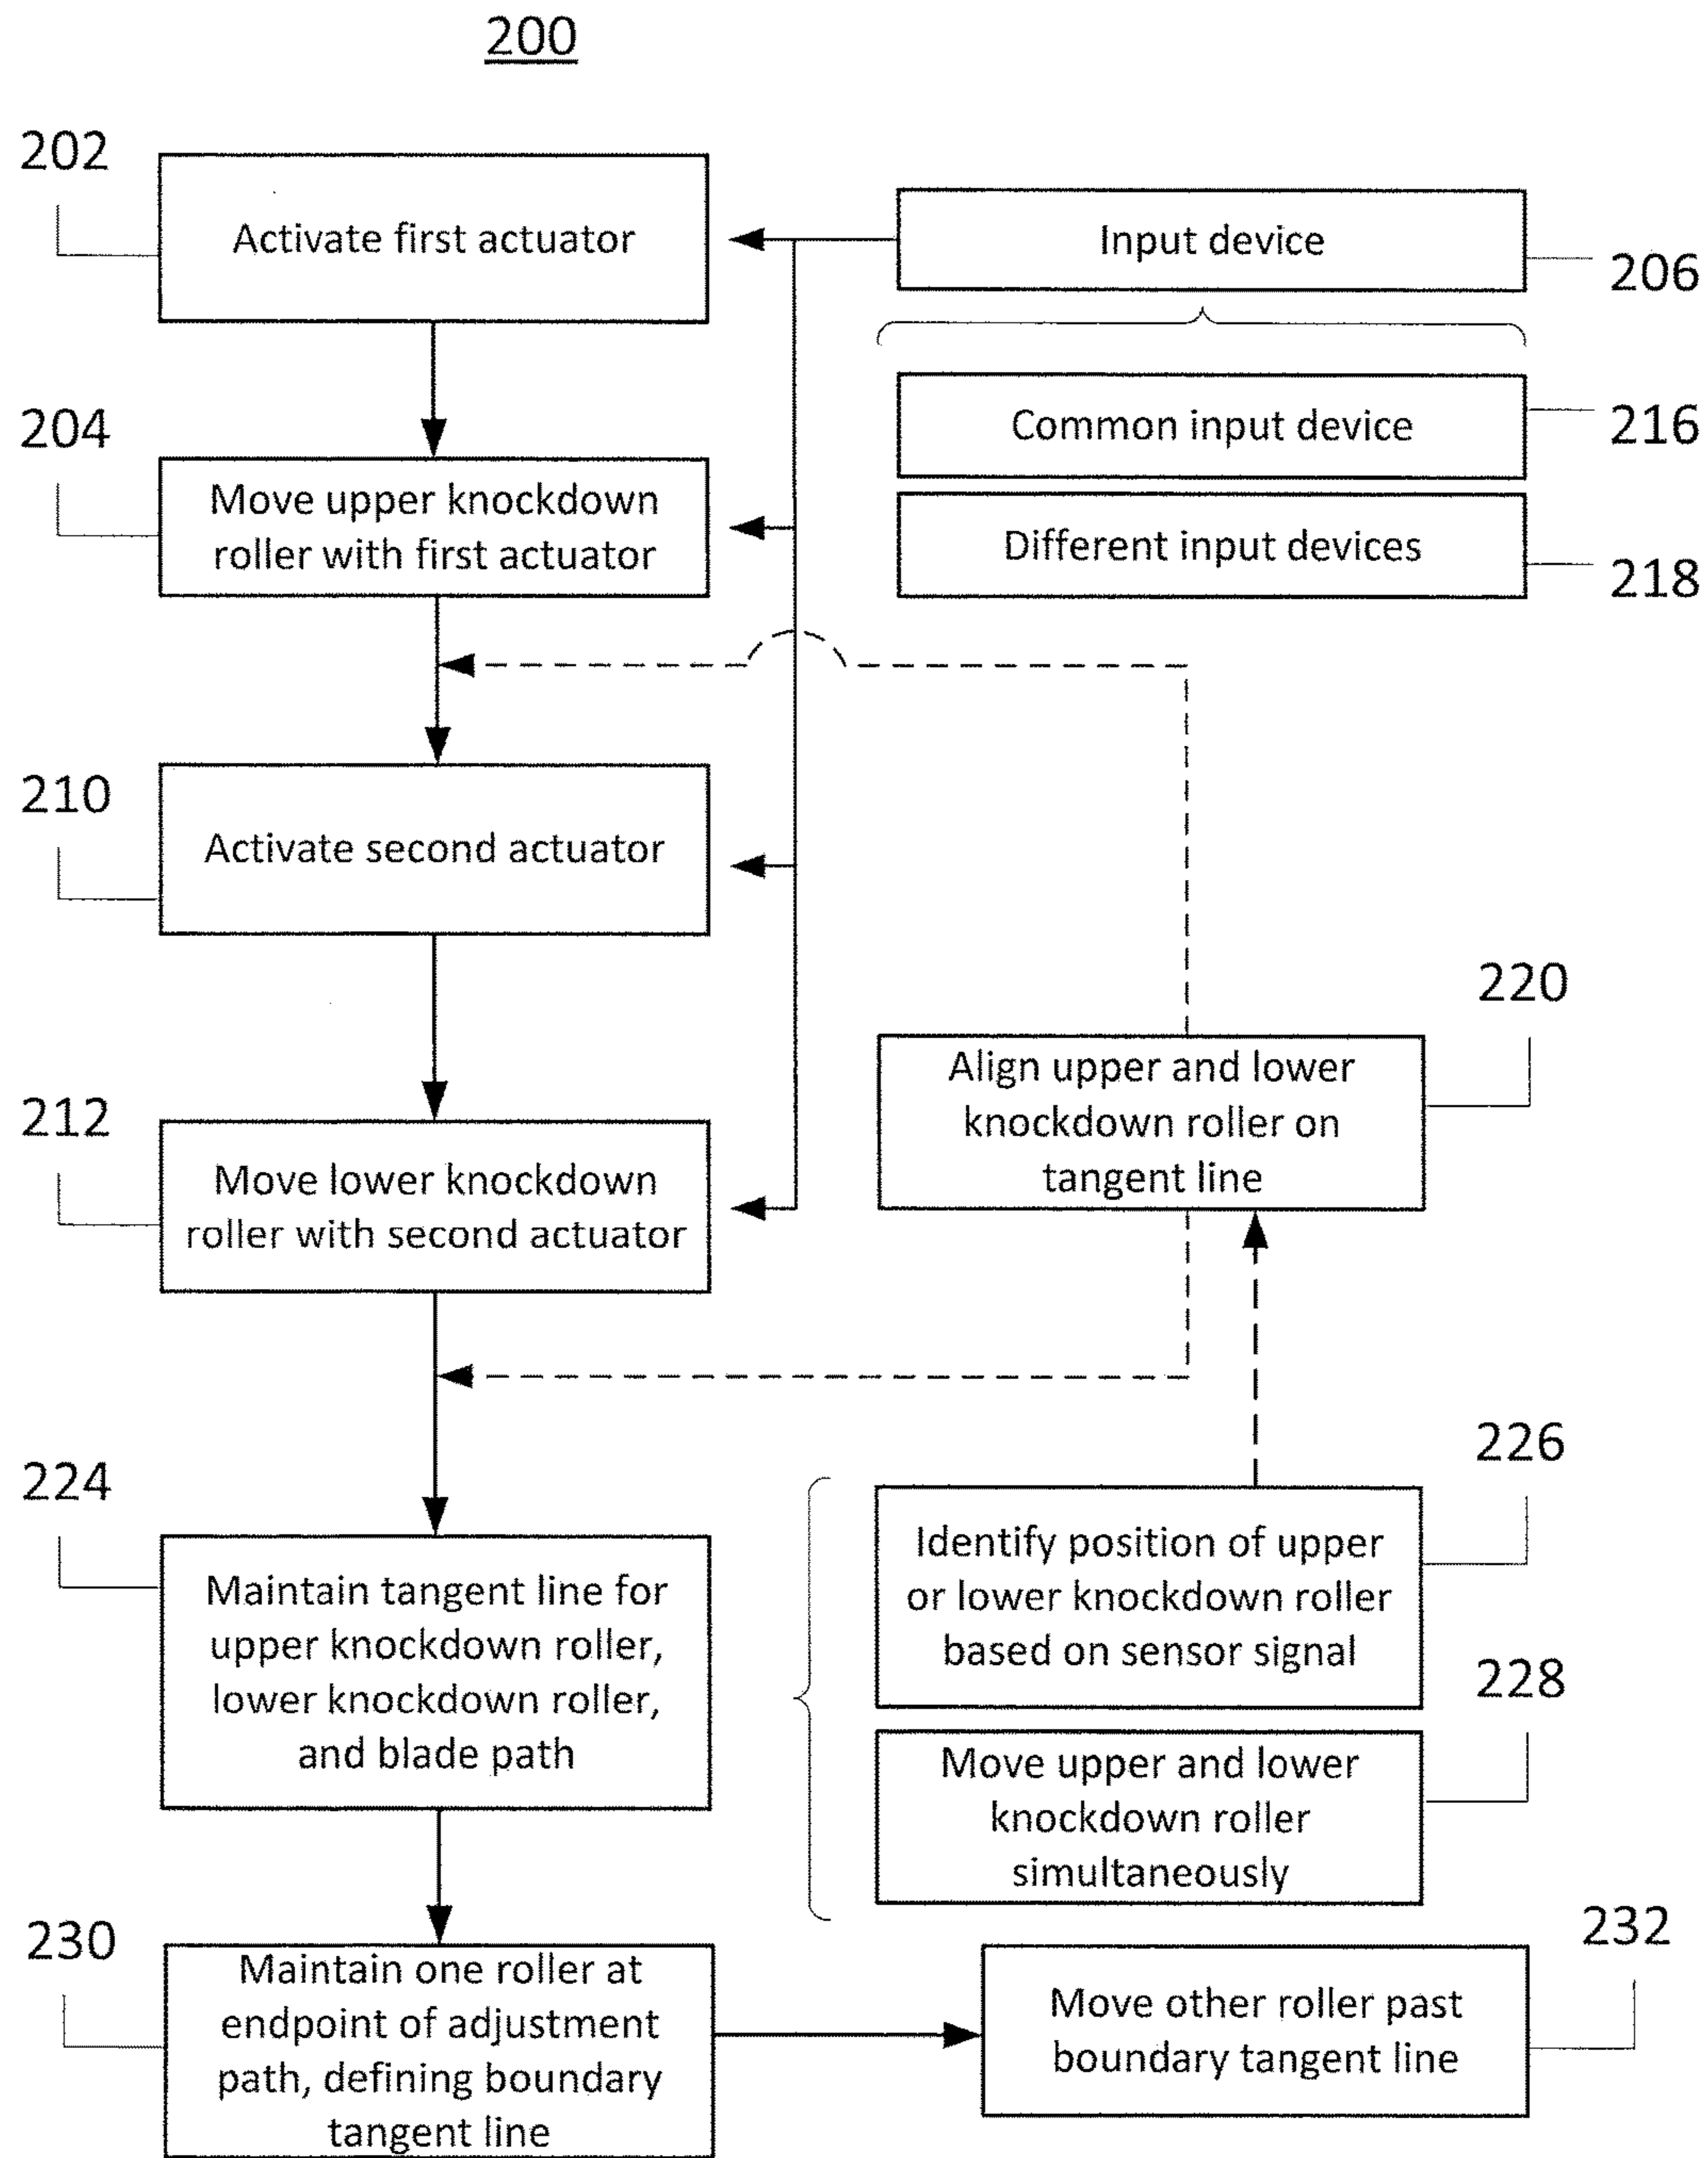 200
202
Activate first actuator
Input device
206
204
Move upper knockdown
roller with first actuator
Common input device
216
Different input devices
218
210
Activate second actuator
220
Align upper and lower
knockdown roller on
tangent line
212
Move lower knockdown
roller with second actuator
224
Maintain tangent line for
upper knockdown roller,
lower knockdown roller,
and blade path
226
Identify position of upper
or lower knockdown roller
based on sensor signal
228
Move upper and lower
knockdown roller
simultaneously
230
Maintain one roller at
endpoint of adjustment
path, defining boundary
tangent line
232
Move other roller past
boundary tangent line